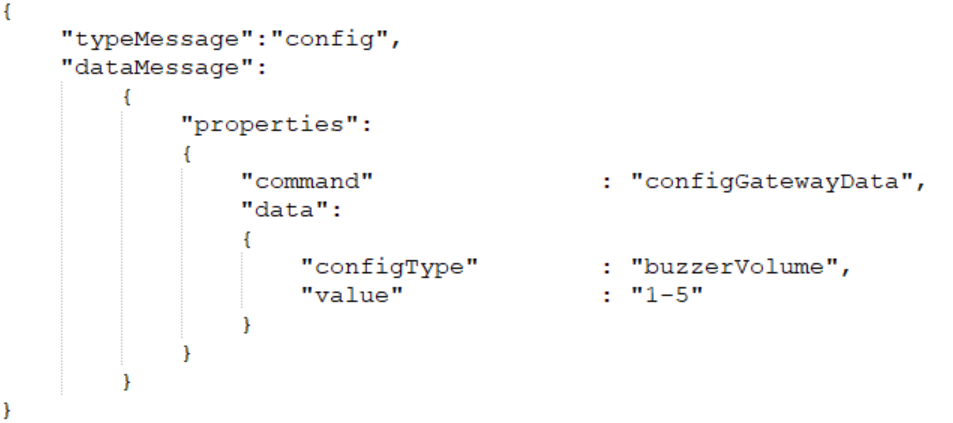 {
"typeMessage":"config",
"dataMessage":
{
"properties":
{
"command" : "configGatewayData",
"data":
{
"configType" : "buzzerVolume",
"value" : "1-5"
}
}
}
}